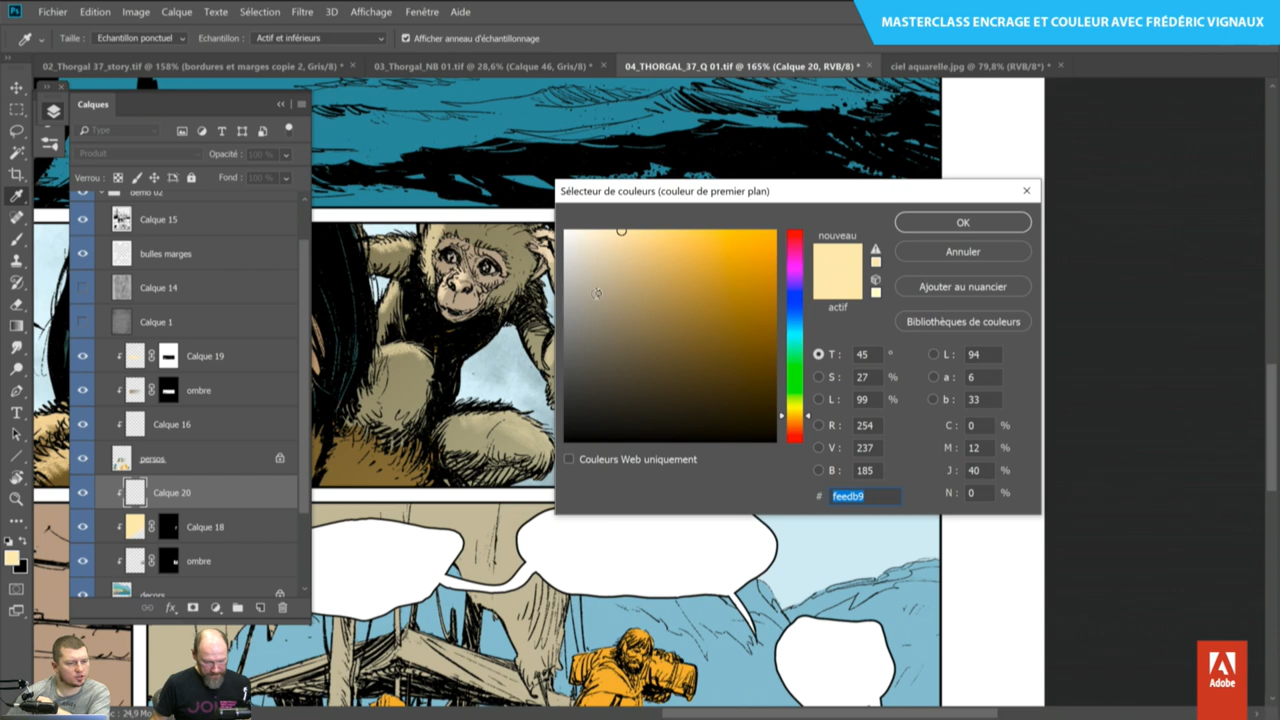 Ps Fichier Edition Image Calque Texte Sélection Filtre 3D Affichage Fenêtre Aide
MASTERCLASS ENCRAGE ET COULEUR AVEC FRÉDÉRIC VIGNAUX
Taille : Echantillon ponctuel Echantillon : Actif et inférieurs Afficher anneau d'échantillonnage
02_Thorgal 37_story.tif @ 158% (bordures et marges copie 2, Gris/8) * 03_Thorgal_NB 01.tif @ 28,6% (Calque 46, Gris/8) * 04_THORGAL_37_Q 01.tif @ 165% (Calque 20, RVB/8) * ciel aquarelle.jpg @ 79,8% (RVB/8*) *
Calques
Type
Produit Opacité : 100 %
Verrou : Fond : 100 %
demo 02
Calque 15
bulles marges
Calque 14
Calque 1
Calque 19
ombre
Calque 16
persos
Calque 20
Calque 18
ombre
decors
fx
Sélecteur de couleurs (couleur de premier plan)
nouveau
actif
OK
Annuler
Ajouter au nuancier
Bibliothèques de couleurs
T : 45 ° L : 94
S : 27 % a : 6
L : 99 % b : 33
R : 254 C : 0 %
V : 237 M : 12 %
B : 185 J : 40 %
# feedb9 N : 0 %
Couleurs Web uniquement
: 24,9 Mo
Adobe